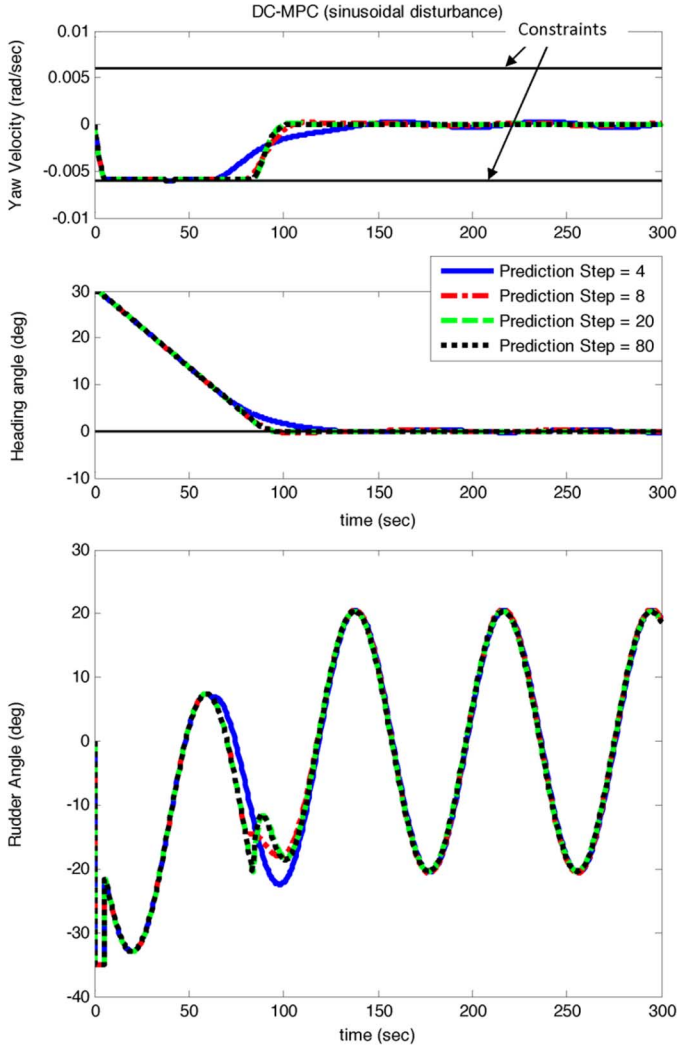 DC-MPC (sinusoidal disturbance)
Constraints
Yaw Velocity (rad/sec)
0.01
0.005
0
-0.005
-0.01
0 50 100 150 200 250 300
Prediction Step = 4
Prediction Step = 8
Prediction Step = 20
Prediction Step = 80
Heading angle (deg)
30
20
10
0
-10
0 50 100 150 200 250 300
time (sec)
Rudder Angle (deg)
30
20
10
0
-10
-20
-30
-40
0 50 100 150 200 250 300
time (sec)